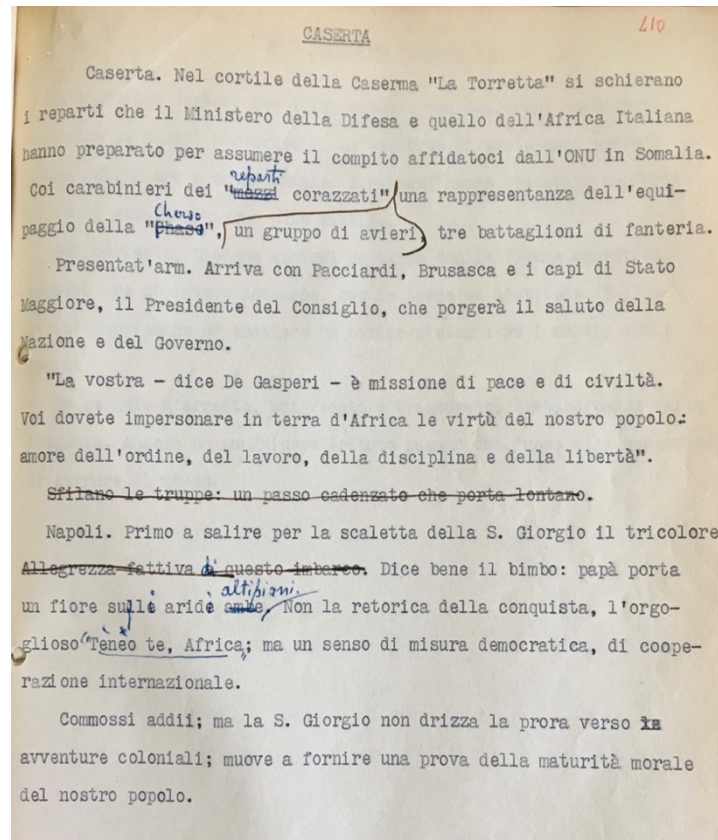 410
CASERTA
Caserta. Nel cortile della Caserma "La Torretta" si schierano
i reparti che il Ministero della Difesa e quello dell'Africa Italiana
hanno preparato per assumere il compito affidatoci dall'ONU in Somalia.
reparti
Coi carabinieri dei "mezzi corazzati" una rappresentanza dell'equi-
paggio della "Phaso", un gruppo di avieri, tre battaglioni di fanteria.
Presentat'arm. Arriva con Pacciardi, Brusasca e i capi di Stato
Maggiore, il Presidente del Consiglio, che porgerà il saluto della
Nazione e del Governo.
"La vostra - dice De Gasperi - è missione di pace e di civiltà.
Voi dovete impersonare in terra d'Africa le virtù del nostro popolo:
amore dell'ordine, del lavoro, della disciplina e della libertà".
Sfilano le truppe: un passo cadenzato che porta lontano.
Napoli. Primo a salire per la scaletta della S. Giorgio il tricolore
Allegrezza fattiva di questo imbarco. Dice bene il bimbo: papà porta
altipiani.
un fiore sugli aridi ambe. Non la retorica della conquista, l'orgo-
glioso "Teneo te, Africa"; ma un senso di misura democratica, di coope-
razione internazionale.
Commossi addii; ma la S. Giorgio non drizza la prora verso
avventure coloniali; muove a fornire una prova della maturità morale
del nostro popolo.